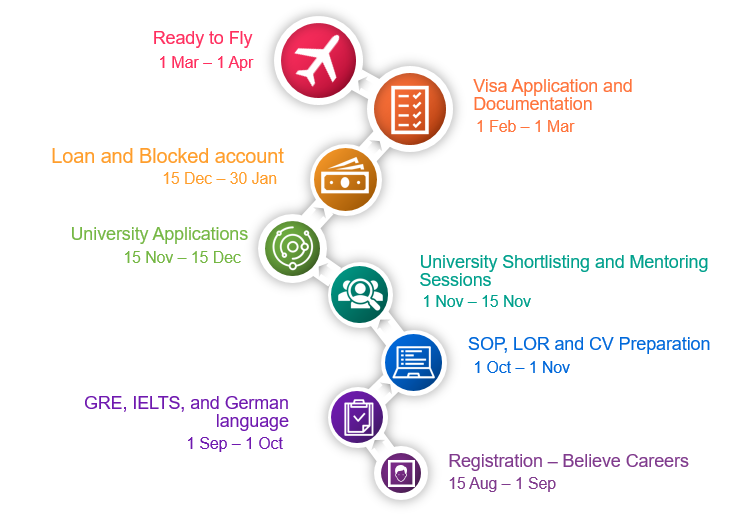 Ready to Fly
1 Mar – 1 Apr
Visa Application and
Documentation
1 Feb – 1 Mar
Loan and Blocked account
15 Dec – 30 Jan
University Applications
15 Nov – 15 Dec
University Shortlisting and Mentoring
Sessions
1 Nov – 15 Nov
SOP, LOR and CV Preparation
1 Oct – 1 Nov
GRE, IELTS, and German
language
1 Sep – 1 Oct
Registration – Believe Careers
15 Aug – 1 Sep